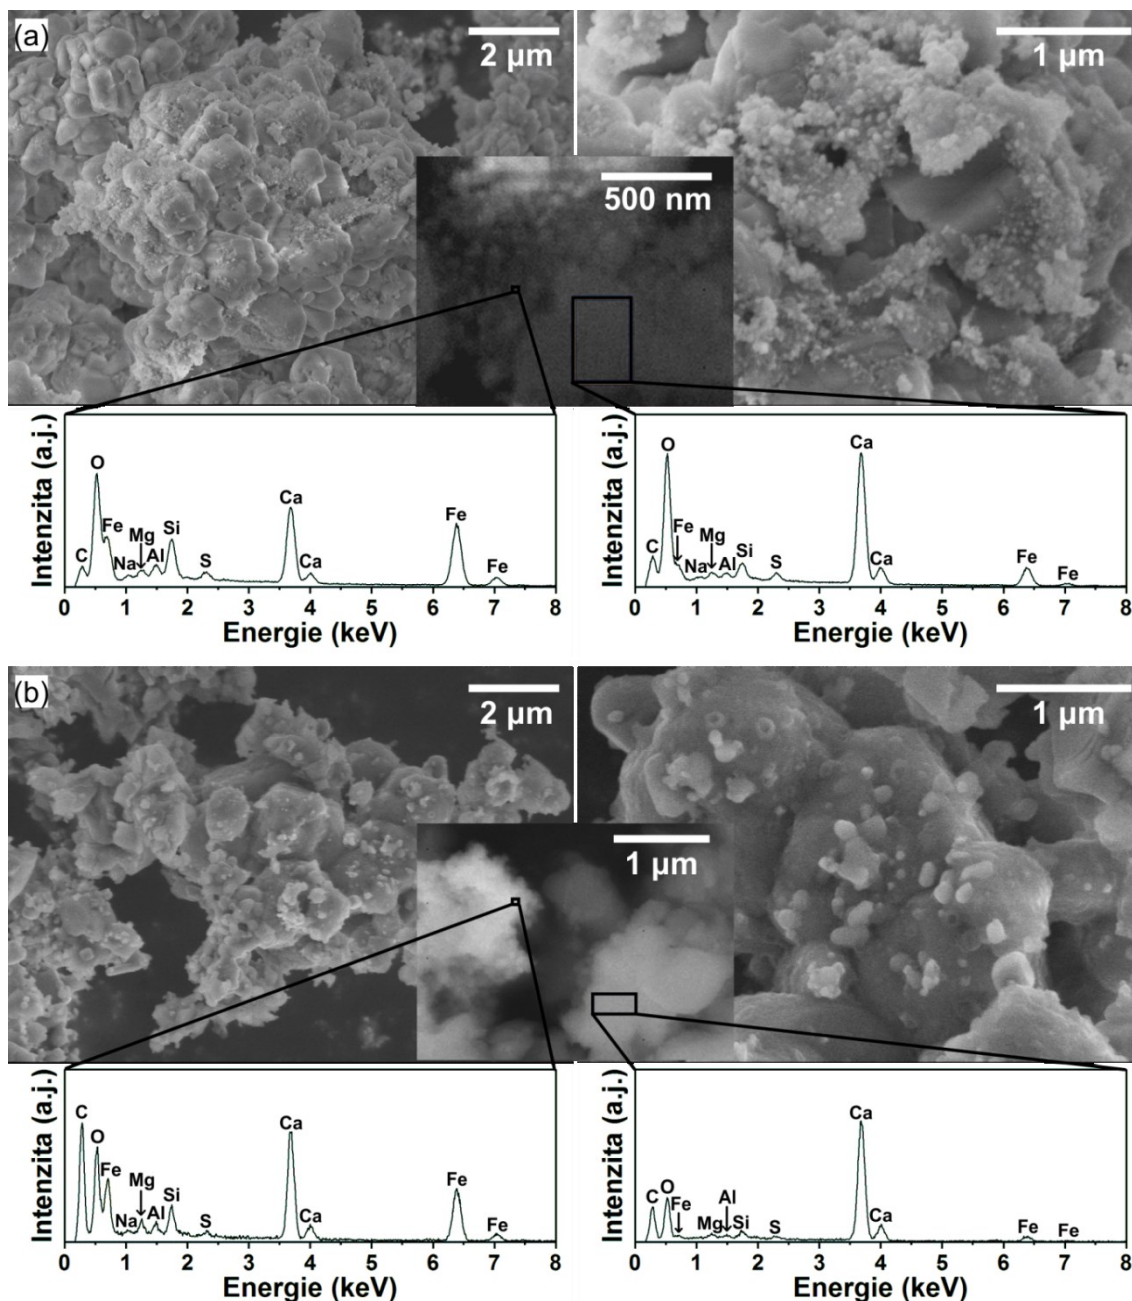 (a)
2 µm
1 µm
500 nm
Intenzita (a.j.)
C O Fe Na Mg Al Si S Ca Ca Fe Fe
0 1 2 3 4 5 6 7 8
Energie (keV)
Intenzita (a.j.)
C O Fe Na Mg Al Si S Ca Ca Fe Fe
0 1 2 3 4 5 6 7 8
Energie (keV)
(b)
2 µm
1 µm
1 µm
Intenzita (a.j.)
C O Fe Na Mg Al Si S Ca Ca Fe Fe
0 1 2 3 4 5 6 7 8
Energie (keV)
Intenzita (a.j.)
C O Fe Mg Al Si S Ca Ca Fe Fe
0 1 2 3 4 5 6 7 8
Energie (keV)